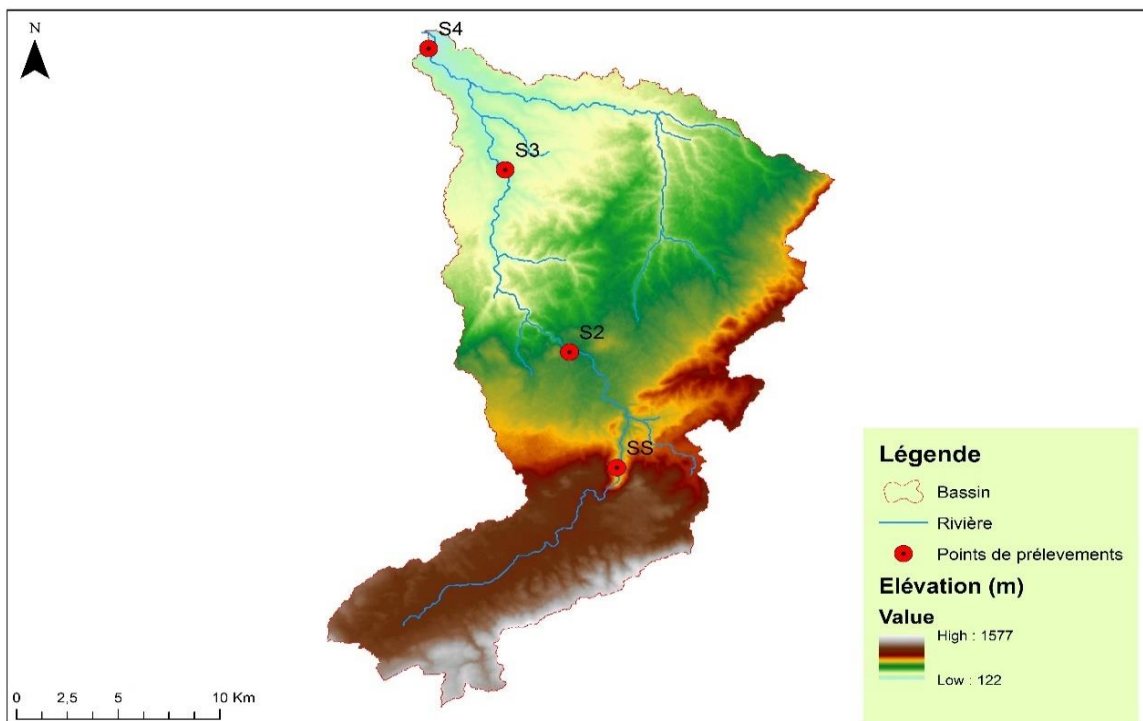 N
S4
S3
S2
SS
Légende
Bassin
Rivière
Points de prélevements
Elévation (m)
Value
High : 1577
Low : 122
0 2,5 5 10 Km